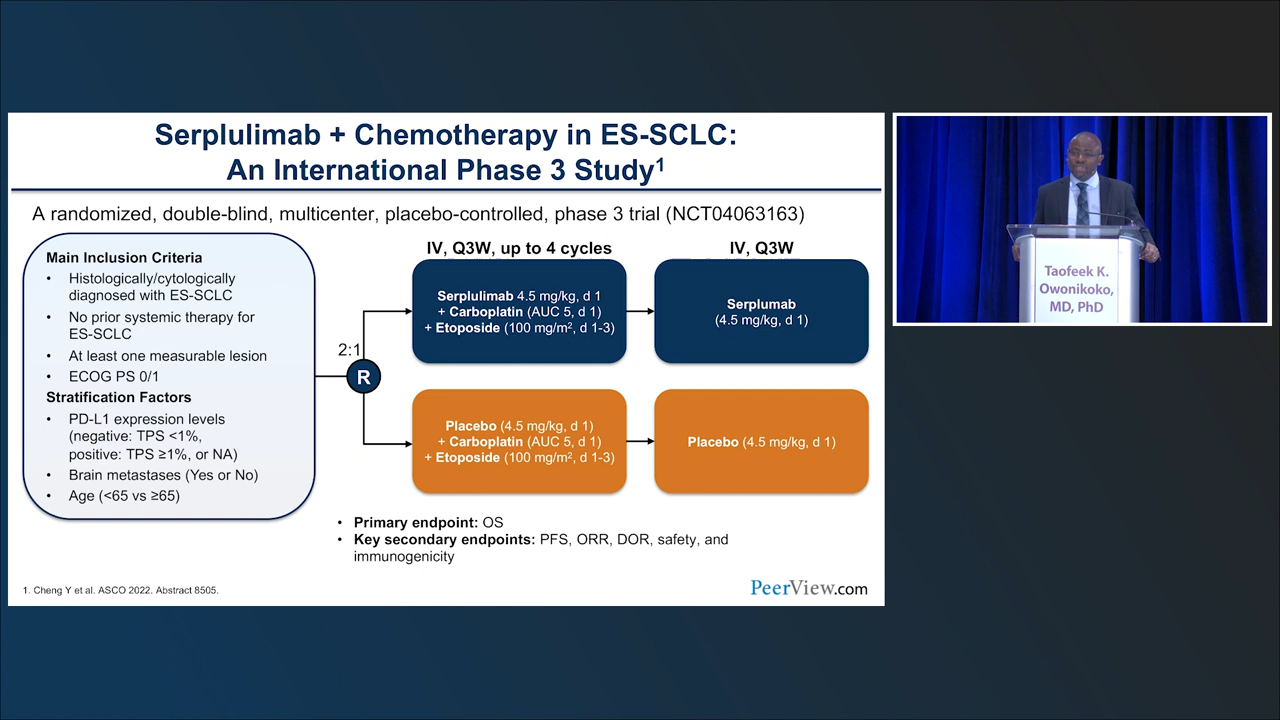 Serplulimab + Chemotherapy in ES-SCLC:
An International Phase 3 Study1
A randomized, double-blind, multicenter, placebo-controlled, phase 3 trial (NCT04063163)
Main Inclusion Criteria
• Histologically/cytologically
diagnosed with ES-SCLC
• No prior systemic therapy for
ES-SCLC
• At least one measurable lesion
• ECOG PS 0/1
Stratification Factors
• PD-L1 expression levels
(negative: TPS <1%,
positive: TPS ≥1%, or NA)
• Brain metastases (Yes or No)
• Age (<65 vs ≥65)
2:1
R
IV, Q3W, up to 4 cycles
Serplulimab 4.5 mg/kg, d 1
+ Carboplatin (AUC 5, d 1)
+ Etoposide (100 mg/m2, d 1-3)
IV, Q3W
Serplumab
(4.5 mg/kg, d 1)
Placebo (4.5 mg/kg, d 1)
+ Carboplatin (AUC 5, d 1)
+ Etoposide (100 mg/m2, d 1-3)
Placebo (4.5 mg/kg, d 1)
• Primary endpoint: OS
• Key secondary endpoints: PFS, ORR, DOR, safety, and
immunogenicity
1. Cheng Y et al. ASCO 2022. Abstract 8505.
PeerView.com
Taofeek K.
Owonikoko,
MD, PhD